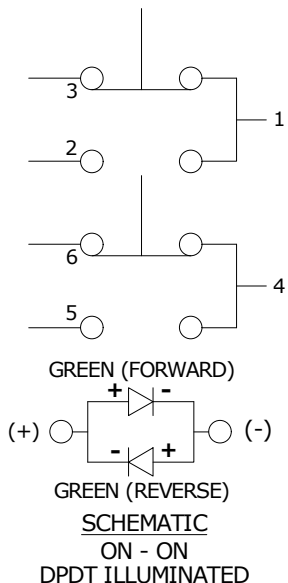 3
1
2
6
4
5
GREEN (FORWARD)
+ -
(+) (-)
- +
GREEN (REVERSE)
SCHEMATIC
ON - ON
DPDT ILLUMINATED